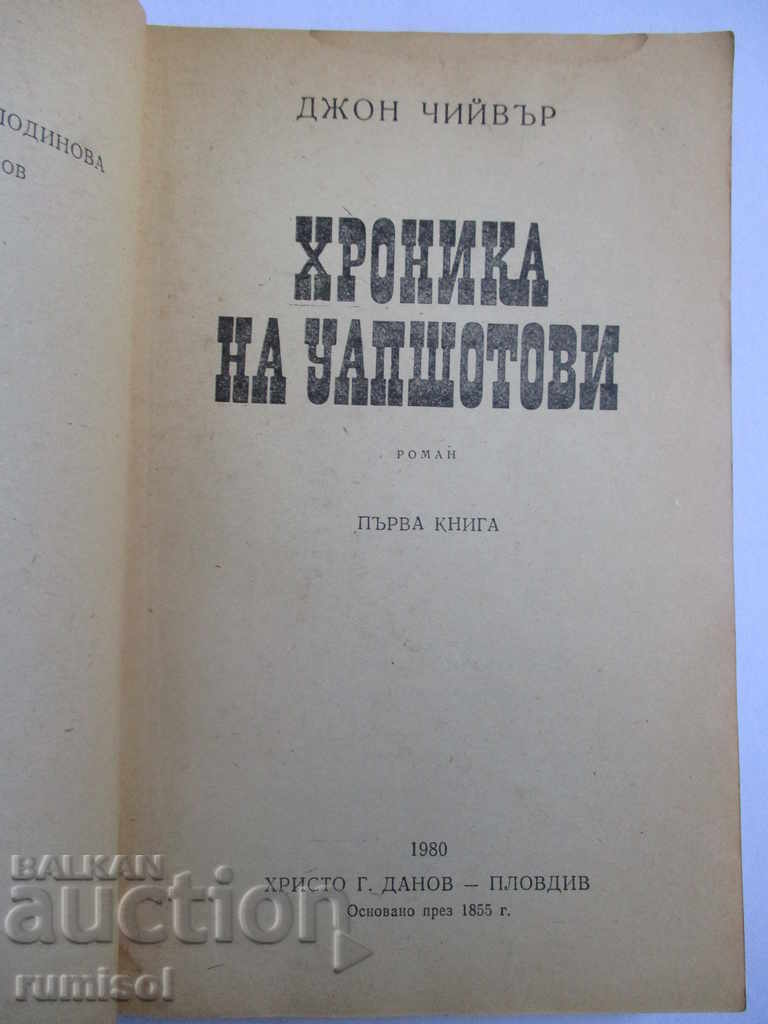 ДЖОН ЧИЙВЪР
ХРОНИКА
НА УАПШОТОВИ
РОМАН
ПЪРВА КНИГА
1980
ХРИСТО Г. ДАНОВ — ПЛОВДИВ
Основано през 1855 г.
BALKAN
auction
rumisol